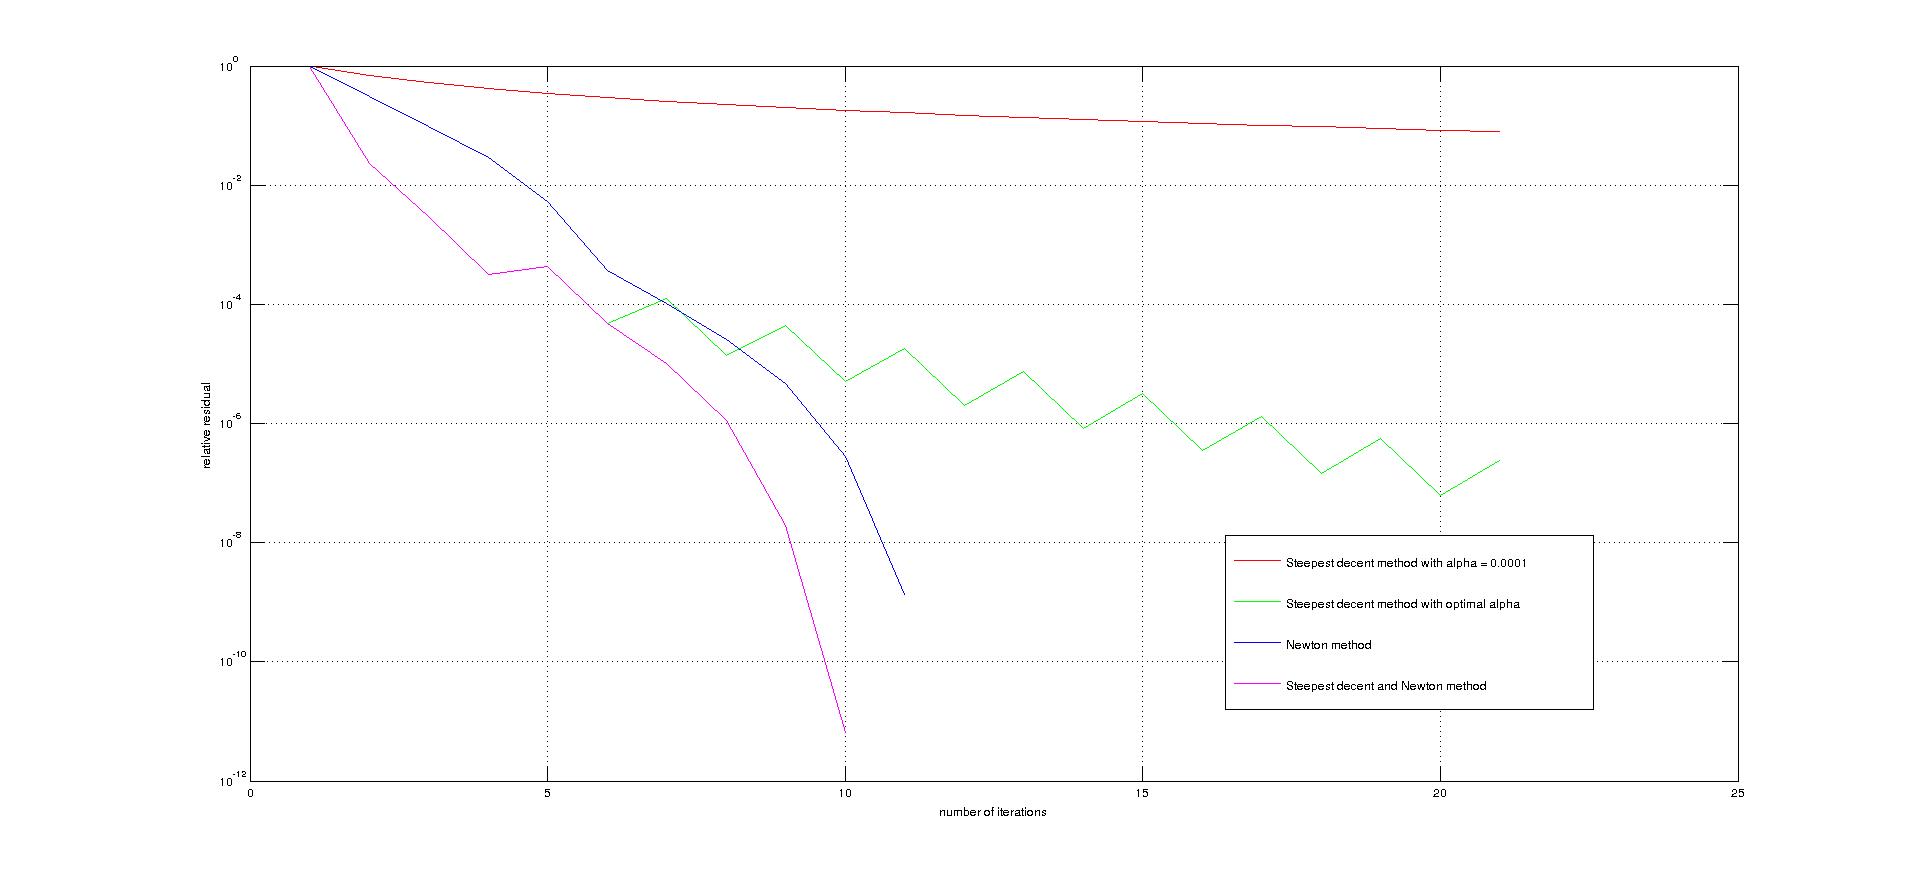 10^0
10^-2
10^-4
10^-6
10^-8
10^-10
10^-12
relative residual
0 5 10 15 20 25
number of iterations
Steepest decent method with alpha = 0.0001
Steepest decent method with optimal alpha
Newton method
Steepest decent and Newton method